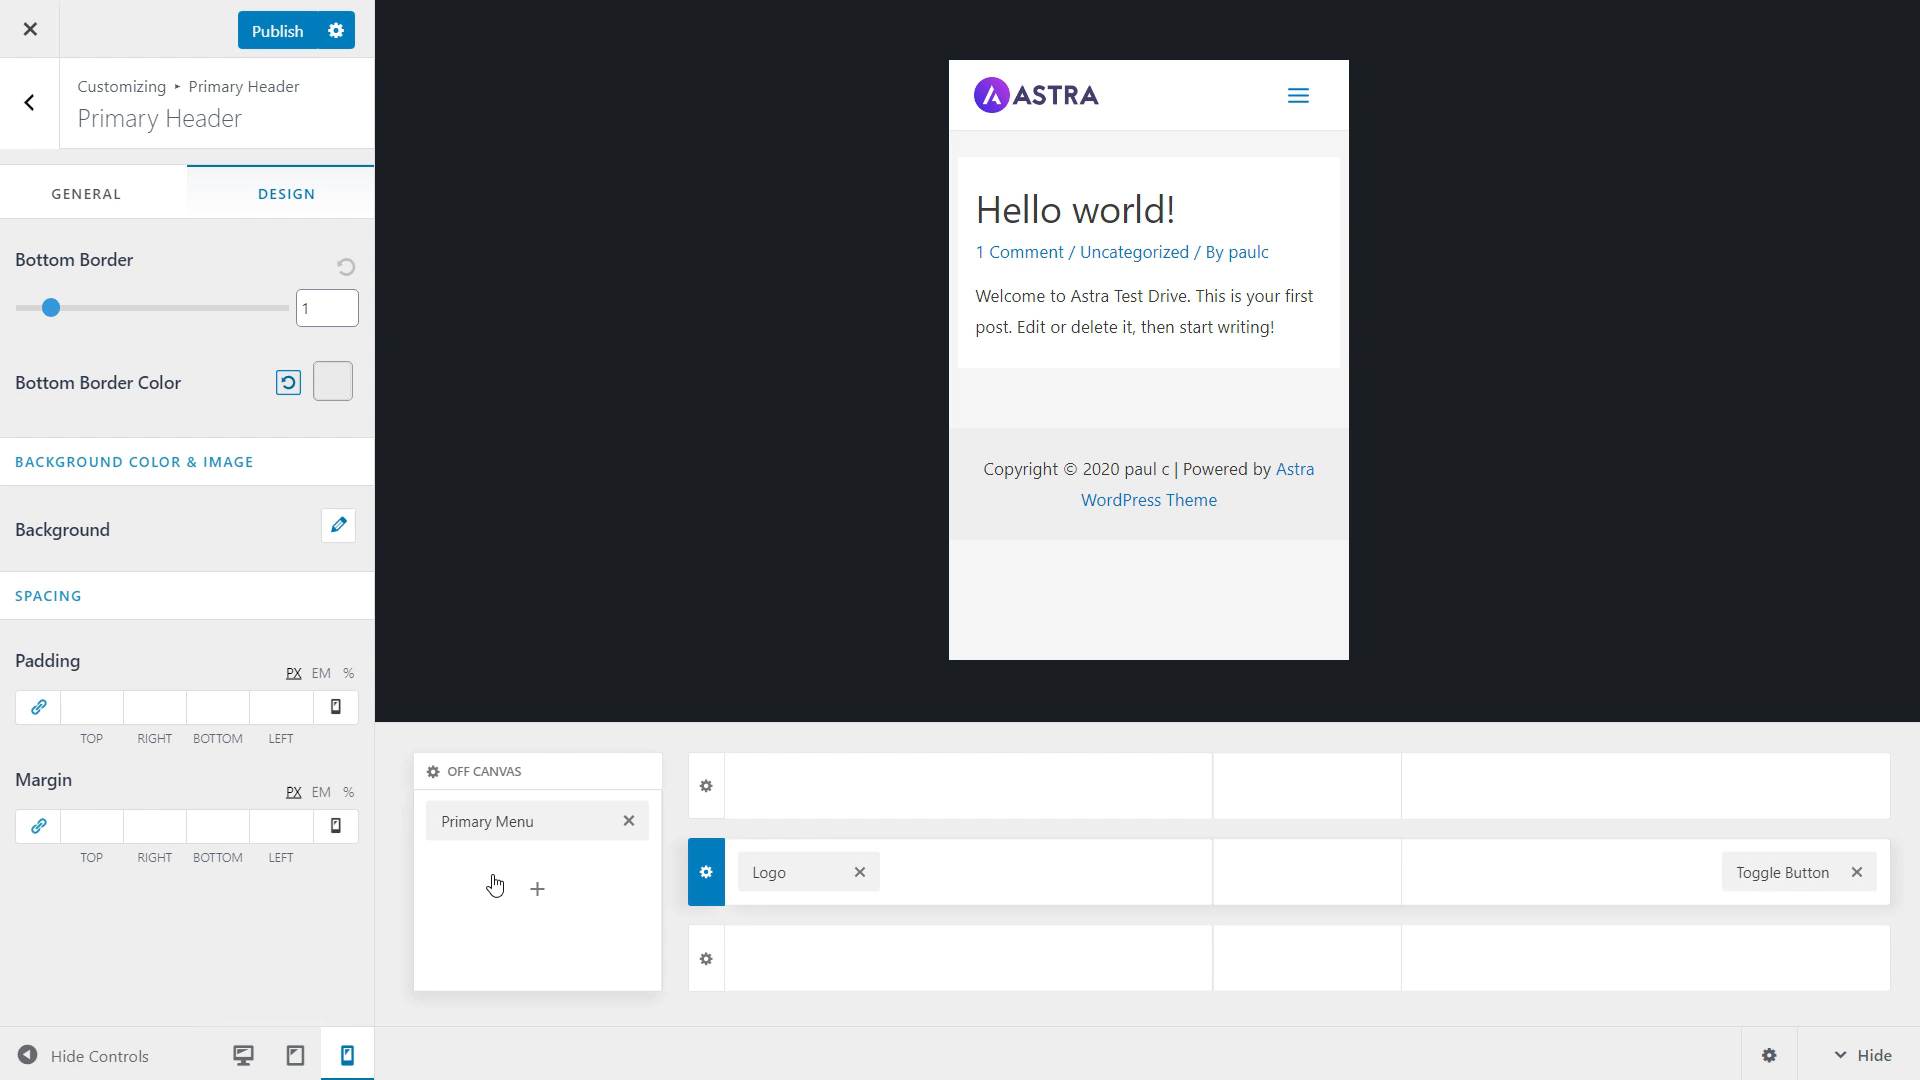 Publish
Customizing ▸ Primary Header
Primary Header
GENERAL
DESIGN
Bottom Border
1
Bottom Border Color
BACKGROUND COLOR & IMAGE
Background
SPACING
Padding
PX EM %
TOP RIGHT BOTTOM LEFT
Margin
PX EM %
TOP RIGHT BOTTOM LEFT
Hide Controls
ASTRA
Hello world!
1 Comment / Uncategorized / By paulc
Welcome to Astra Test Drive. This is your first
post. Edit or delete it, then start writing!
Copyright © 2020 paul c | Powered by Astra
WordPress Theme
OFF CANVAS
Primary Menu
Logo
Toggle Button
Hide